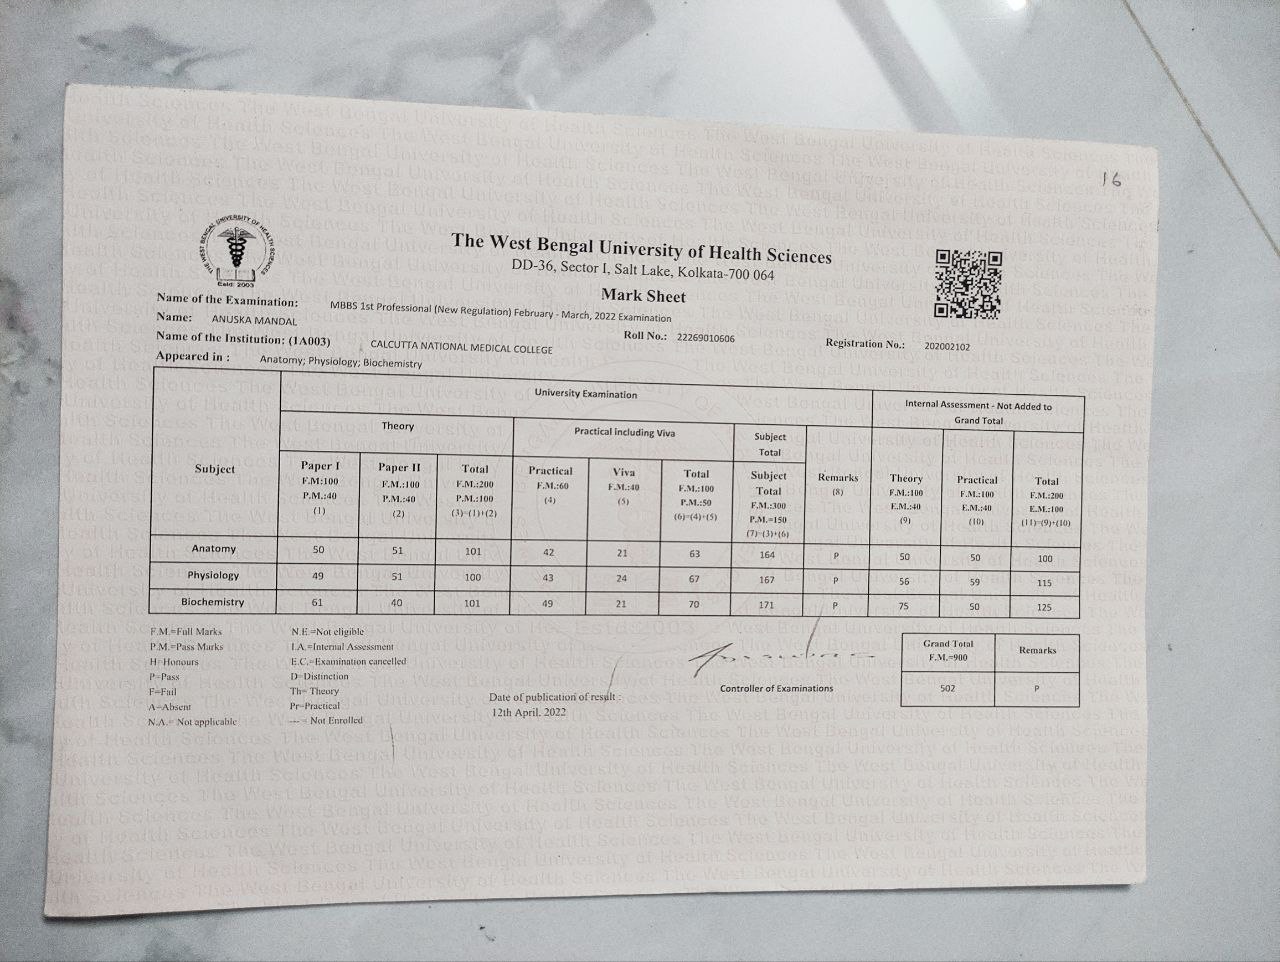 16
THE WEST BENGAL UNIVERSITY OF HEALTH SCIENCES
Estd: 2003
The West Bengal University of Health Sciences
DD-36, Sector I, Salt Lake, Kolkata-700 064
Mark Sheet
Name of the Examination: MBBS 1st Professional (New Regulation) February - March, 2022 Examination
Name: ANUSKA MANDAL Roll No.: 22269010606 Registration No.: 202002102
Name of the Institution: (1A003) CALCUTTA NATIONAL MEDICAL COLLEGE
Appeared in : Anatomy; Physiology; Biochemistry
University Examination
Internal Assessment - Not Added to
Grand Total
Theory
Practical including Viva
Subject
Total
Subject
Paper I
F.M:100
P.M.:40
(1)
Paper II
F.M.:100
P.M.:40
(2)
Total
F.M.:200
P.M.:100
(3)=(1)+(2)
Practical
F.M.:60
(4)
Viva
F.M.:40
(5)
Total
F.M.:100
P.M.:50
(6)=(4)+(5)
Subject
Total
F.M.:300
P.M.=150
(7)=(3)+(6)
Remarks
(8)
Theory
F.M.:100
E.M.:40
(9)
Practical
F.M.:100
E.M.:40
(10)
Total
F.M.:200
E.M.:100
(11)=(9)+(10)
Anatomy 50 51 101 42 21 63 164 P 50 50 100
Physiology 49 51 100 43 24 67 167 P 56 59 115
Biochemistry 61 40 101 49 21 70 171 P 75 50 125
F.M.=Full Marks N.E.=Not eligible
P.M.=Pass Marks I.A.=Internal Assessment
H=Honours E.C.=Examination cancelled
P=Pass D=Distinction
F=Fail Th= Theory
A=Absent Pr=Practical
N.A.= Not applicable --- = Not Enrolled
Date of publication of result :
12th April. 2022
Controller of Examinations
Grand Total
F.M.=900
Remarks
502 P